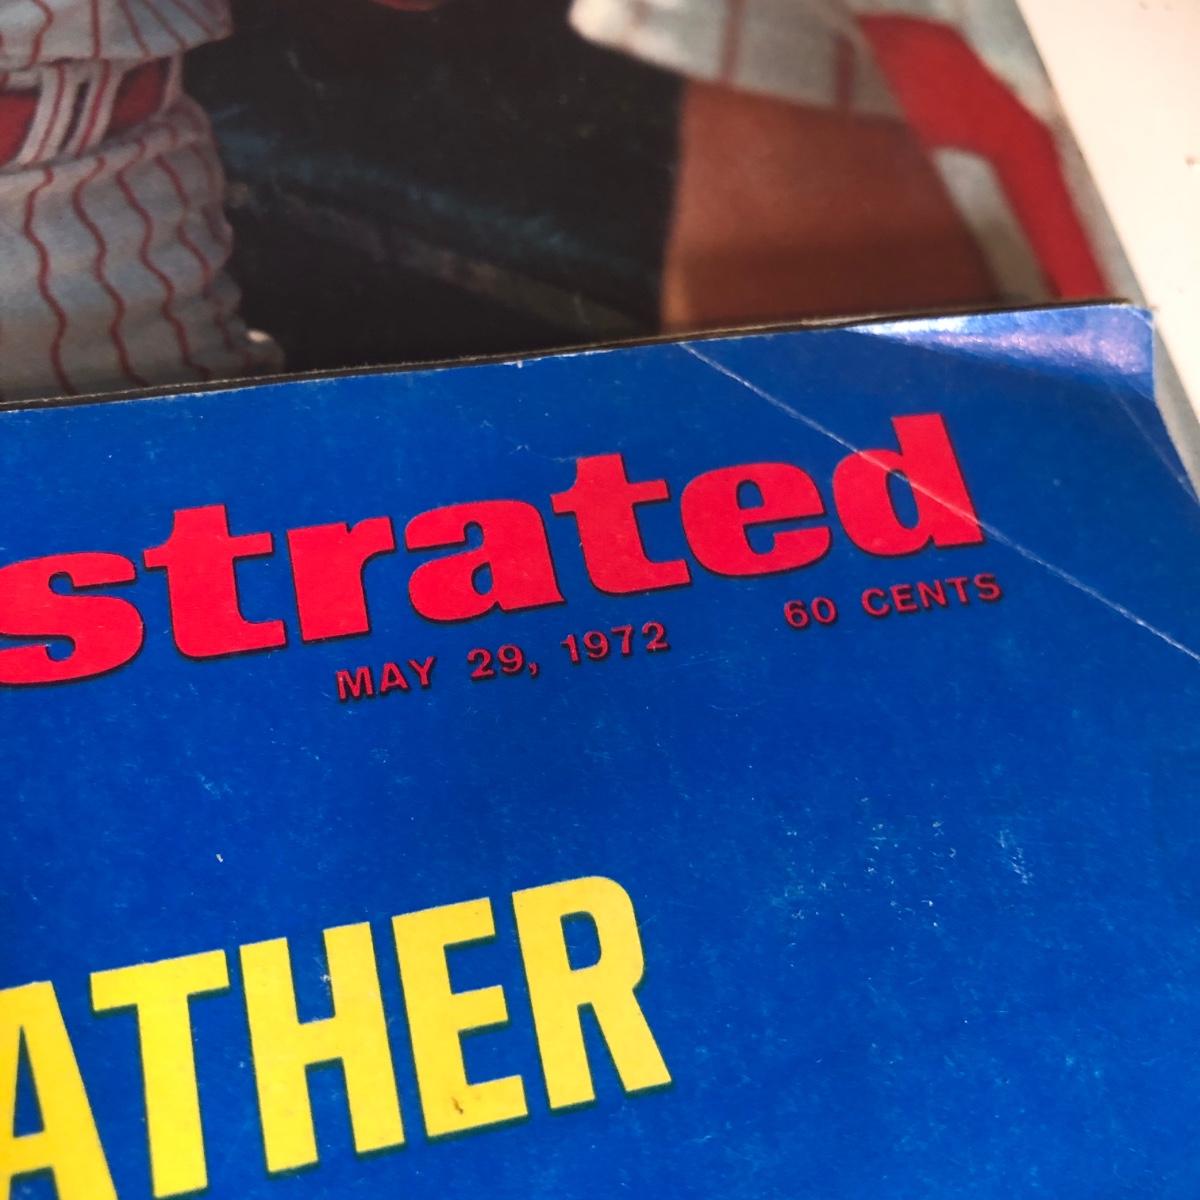 strated
MAY 29, 1972 60 CENTS
ATHER